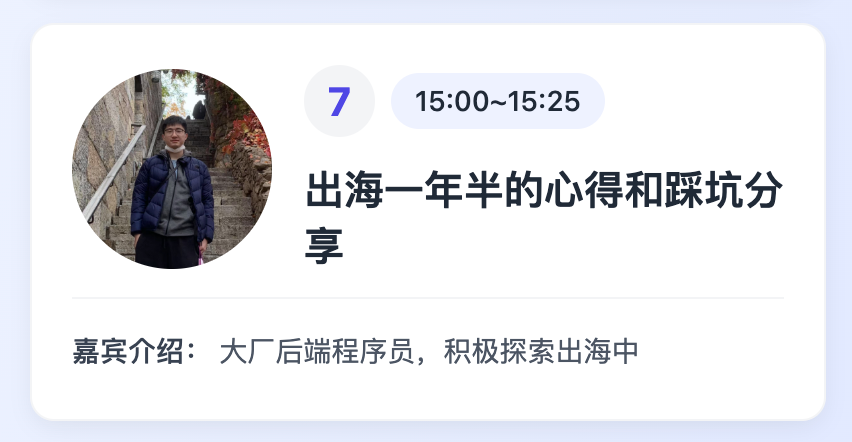 7
15:00~15:25
出海一年半的心得和踩坑分
享
嘉宾介绍： 大厂后端程序员，积极探索出海中